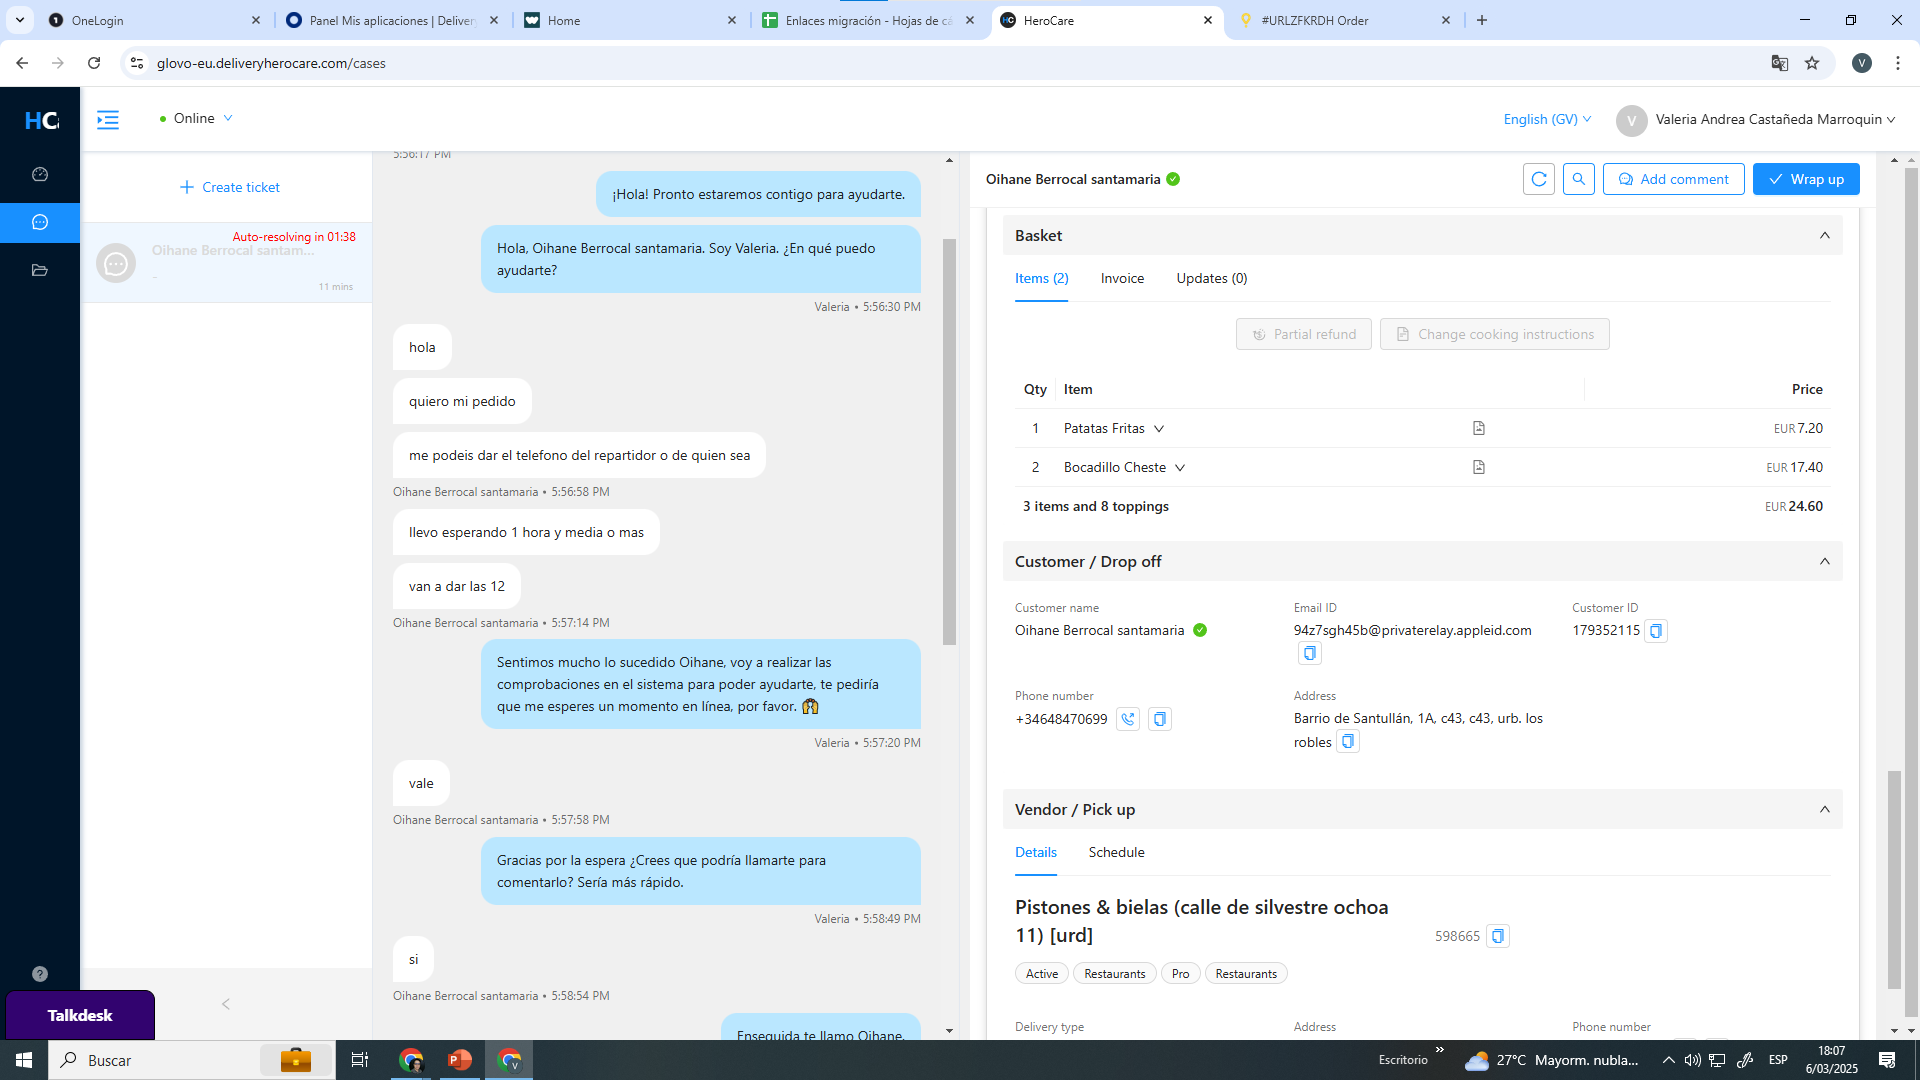 OneLogin
Panel Mis aplicaciones | Deliver
Home
Enlaces migración - Hojas de cá
HeroCare
#URLZFKRDH Order
glovo-eu.deliveryherocare.com/cases
V
HC
Online
English (GV)
V
Valeria Andrea Castañeda Marroquin
Create ticket
Auto-resolving in 01:38
Oihane Berrocal santam...
-
11 mins
5:56:17 PM
¡Hola! Pronto estaremos contigo para ayudarte.
Hola, Oihane Berrocal santamaria. Soy Valeria. ¿En qué puedo
ayudarte?
Valeria • 5:56:30 PM
hola
quiero mi pedido
me podeis dar el telefono del repartidor o de quien sea
Oihane Berrocal santamaria • 5:56:58 PM
llevo esperando 1 hora y media o mas
van a dar las 12
Oihane Berrocal santamaria • 5:57:14 PM
Sentimos mucho lo sucedido Oihane, voy a realizar las
comprobaciones en el sistema para poder ayudarte, te pediría
que me esperes un momento en línea, por favor.
Valeria • 5:57:20 PM
vale
Oihane Berrocal santamaria • 5:57:58 PM
Gracias por la espera ¿Crees que podría llamarte para
comentarlo? Sería más rápido.
Valeria • 5:58:49 PM
si
Oihane Berrocal santamaria • 5:58:54 PM
Enseguida te llamo Oihane.
Oihane Berrocal santamaria
Add comment
Wrap up
Basket
Items (2)
Invoice
Updates (0)
Partial refund
Change cooking instructions
Qty Item Price
1 Patatas Fritas EUR 7.20
2 Bocadillo Cheste EUR 17.40
3 items and 8 toppings EUR 24.60
Customer / Drop off
Customer name Email ID Customer ID
Oihane Berrocal santamaria 94z7sgh45b@privaterelay.appleid.com 179352115
Phone number Address
+34648470699 Barrio de Santullán, 1A, c43, c43, urb. los
robles
Vendor / Pick up
Details
Schedule
Pistones & bielas (calle de silvestre ochoa
11) [urd]
598665
Active Restaurants Pro Restaurants
Delivery type Address Phone number
?
Talkdesk
Buscar
Escritorio
27°C Mayorm. nubla...
ESP
18:07
6/03/2025